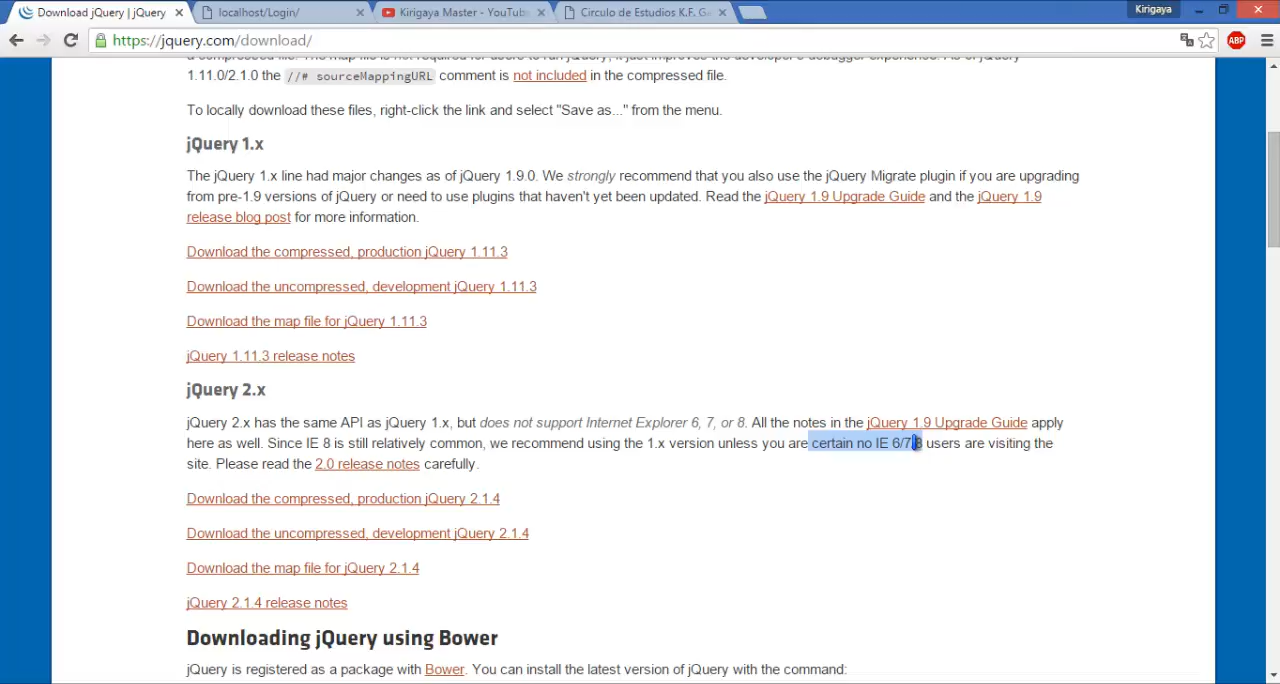 Download jQuery | jQuery
localhost/Login/
Kirigaya Master - YouTub
Circulo de Estudios K.F. Ga
Kirigaya
https://jquery.com/download/
ABP
1.11.0/2.1.0 the //# sourceMappingURL comment is not included in the compressed file.
To locally download these files, right-click the link and select "Save as..." from the menu.
jQuery 1.x
The jQuery 1.x line had major changes as of jQuery 1.9.0. We strongly recommend that you also use the jQuery Migrate plugin if you are upgrading
from pre-1.9 versions of jQuery or need to use plugins that haven't yet been updated. Read the jQuery 1.9 Upgrade Guide and the jQuery 1.9
release blog post for more information.
Download the compressed, production jQuery 1.11.3
Download the uncompressed, development jQuery 1.11.3
Download the map file for jQuery 1.11.3
jQuery 1.11.3 release notes
jQuery 2.x
jQuery 2.x has the same API as jQuery 1.x, but does not support Internet Explorer 6, 7, or 8. All the notes in the jQuery 1.9 Upgrade Guide apply
here as well. Since IE 8 is still relatively common, we recommend using the 1.x version unless you are certain no IE 6/7/8 users are visiting the
site. Please read the 2.0 release notes carefully.
Download the compressed, production jQuery 2.1.4
Download the uncompressed, development jQuery 2.1.4
Download the map file for jQuery 2.1.4
jQuery 2.1.4 release notes
Downloading jQuery using Bower
jQuery is registered as a package with Bower. You can install the latest version of jQuery with the command: